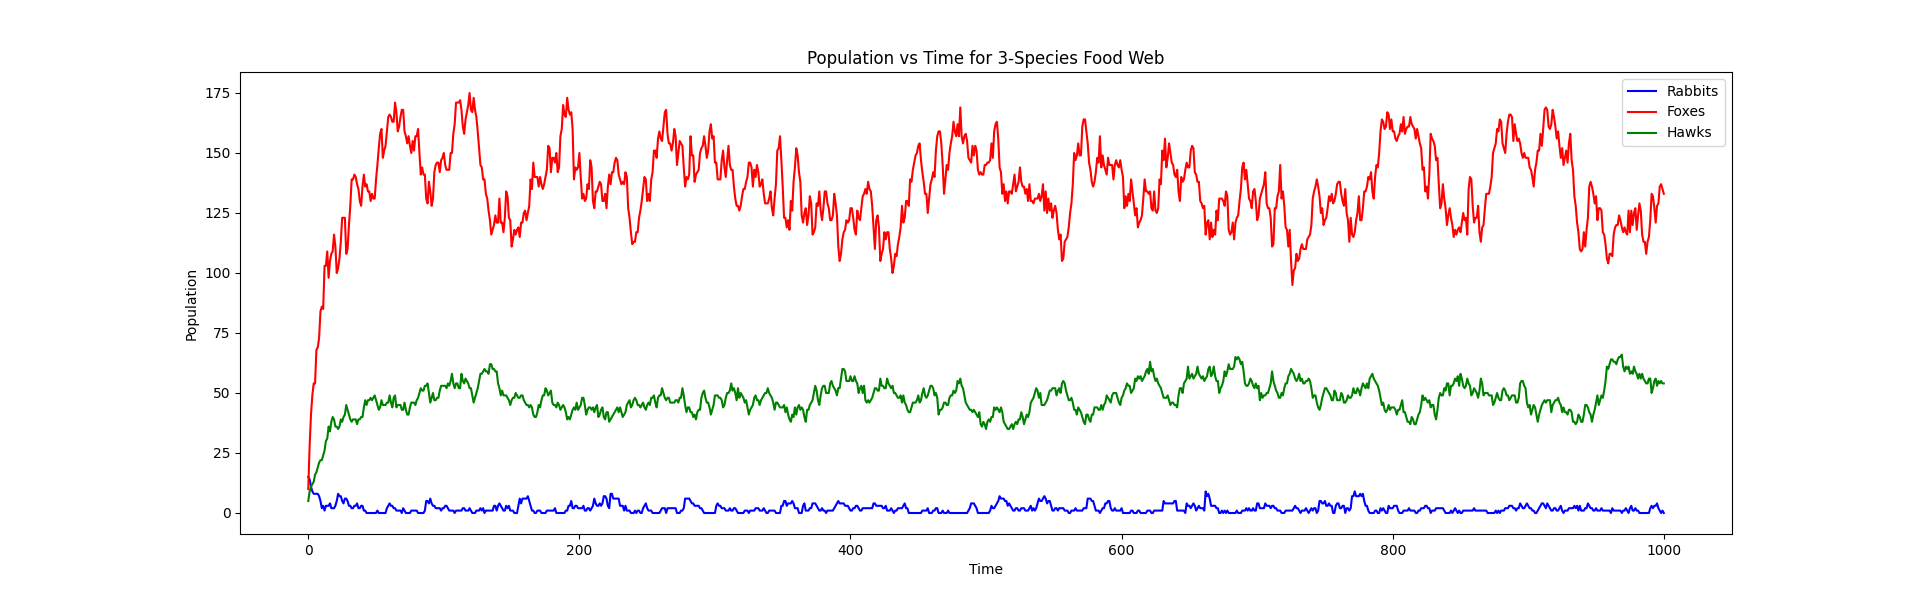 Population vs Time for 3-Species Food Web
175
150
125
100
75
50
25
0
Population
Rabbits
Foxes
Hawks
0 200 400 600 800 1000
Time